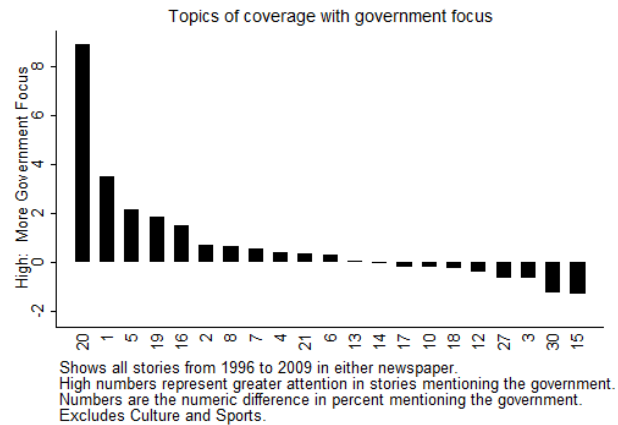 Topics of coverage with government focus
High:  More Government Focus
8
6
4
2
0
-2
20 1 5 19 16 2 8 7 4 21 6 13 14 17 10 18 12 27 3 30 15
Shows all stories from 1996 to 2009 in either newspaper.
High numbers represent greater attention in stories mentioning the government.
Numbers are the numeric difference in percent mentioning the government.
Excludes Culture and Sports.